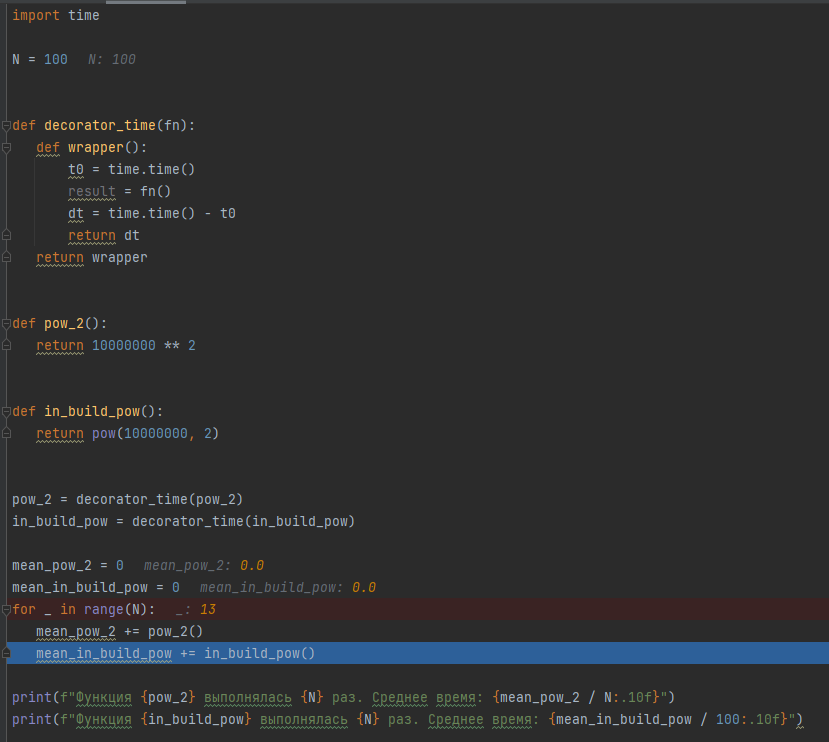 import time
N = 100 N: 100
def decorator_time(fn):
def wrapper():
t0 = time.time()
result = fn()
dt = time.time() - t0
return dt
return wrapper
def pow_2():
return 10000000 ** 2
def in_build_pow():
return pow(10000000, 2)
pow_2 = decorator_time(pow_2)
in_build_pow = decorator_time(in_build_pow)
mean_pow_2 = 0 mean_pow_2: 0.0
mean_in_build_pow = 0 mean_in_build_pow: 0.0
for _ in range(N): _: 13
mean_pow_2 += pow_2()
mean_in_build_pow += in_build_pow()
print(f"Функция {pow_2} выполнялась {N} раз. Среднее время: {mean_pow_2 / N:.10f}")
print(f"Функция {in_build_pow} выполнялась {N} раз. Среднее время: {mean_in_build_pow / 100:.10f}")